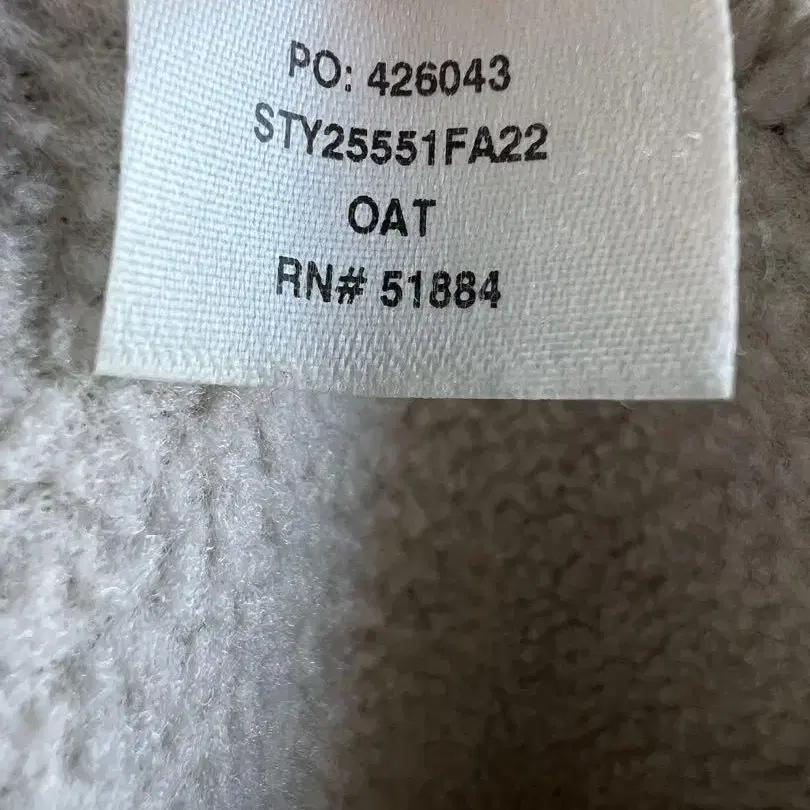 PO: 426043
STY25551FA22
OAT
RN# 51884